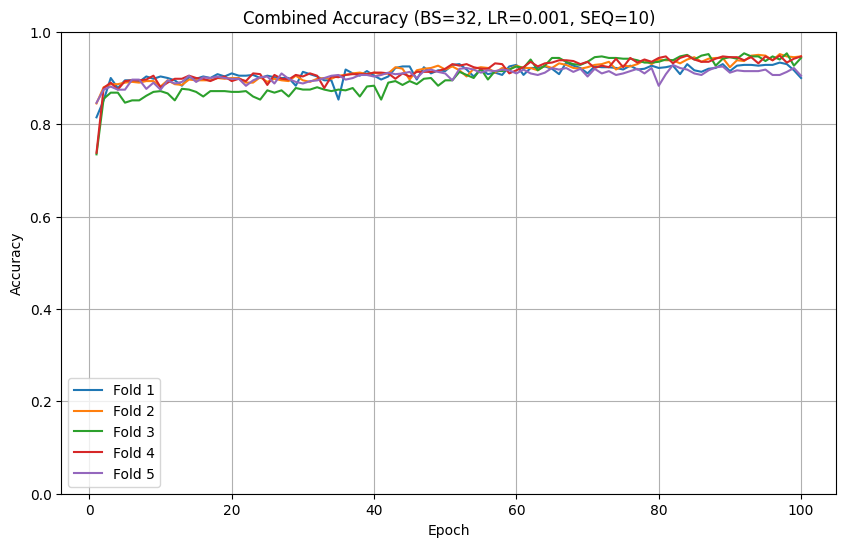 Combined Accuracy (BS=32, LR=0.001, SEQ=10)
1.0
0.8
0.6
0.4
0.2
0.0
Accuracy
Fold 1
Fold 2
Fold 3
Fold 4
Fold 5
0 20 40 60 80 100
Epoch